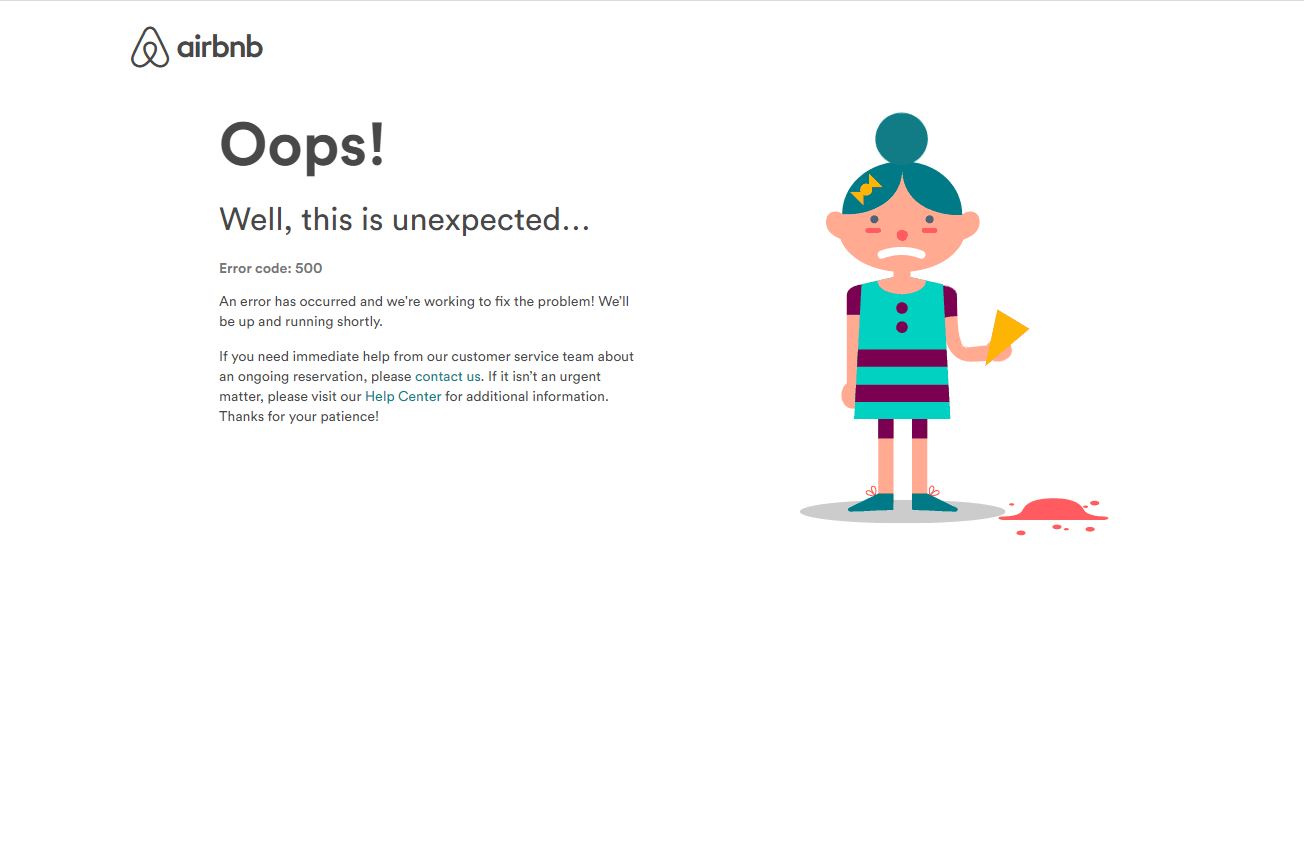 airbnb
Oops!
Well, this is unexpected…
Error code: 500
An error has occurred and we're working to fix the problem! We’ll
be up and running shortly.
If you need immediate help from our customer service team about
an ongoing reservation, please contact us. If it isn’t an urgent
matter, please visit our Help Center for additional information.
Thanks for your patience!